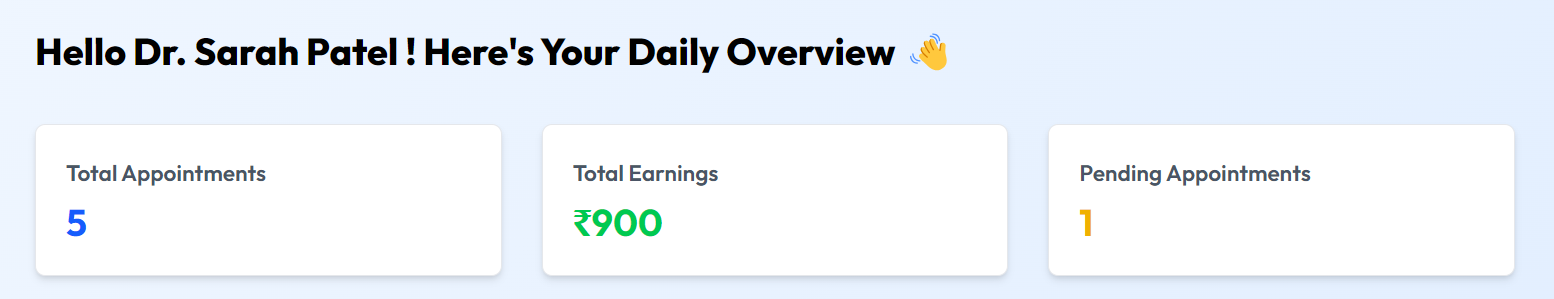 Hello Dr. Sarah Patel ! Here's Your Daily Overview 👋
Total Appointments
5
Total Earnings
₹900
Pending Appointments
1